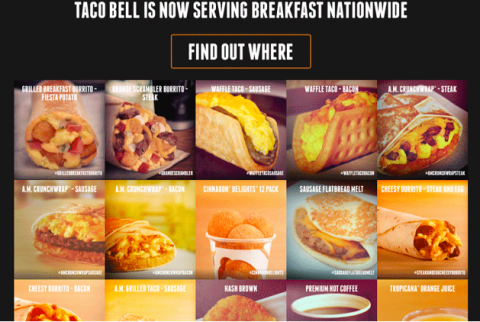 TACO BELL IS NOW SERVING BREAKFAST NATIONWIDE
FIND OUT WHERE
GRILLED BREAKFAST BURRITO -
FIESTA POTATO
#GRILLEDBREAKFASTBURRITO
GRANDE SCRAMBLER BURRITO -
STEAK
#GRANDESCRAMBLER
WAFFLE TACO - SAUSAGE
#WAFFLETACOSAUSAGE
WAFFLE TACO - BACON
#WAFFLETACOBACON
A.M. CRUNCHWRAP® - STEAK
#AMCRUNCHWRAPSTEAK
A.M. CRUNCHWRAP® - SAUSAGE
#AMCRUNCHWRAPSAUSAGE
A.M. CRUNCHWRAP® - BACON
#AMCRUNCHWRAPBACON
CINNABON® DELIGHTS™ 12 PACK
#CINNABONDELIGHTS
SAUSAGE FLATBREAD MELT
#SAUSAGEFLATBREADMELT
CHEESY BURRITO - STEAK AND EGG
#STEAKANDEGGCHEESYBURRITO
CHEESY BURRITO - BACON
A.M. GRILLED TACO - SAUSAGE
HASH BROWN
PREMIUM HOT COFFEE
TROPICANA® ORANGE JUICE